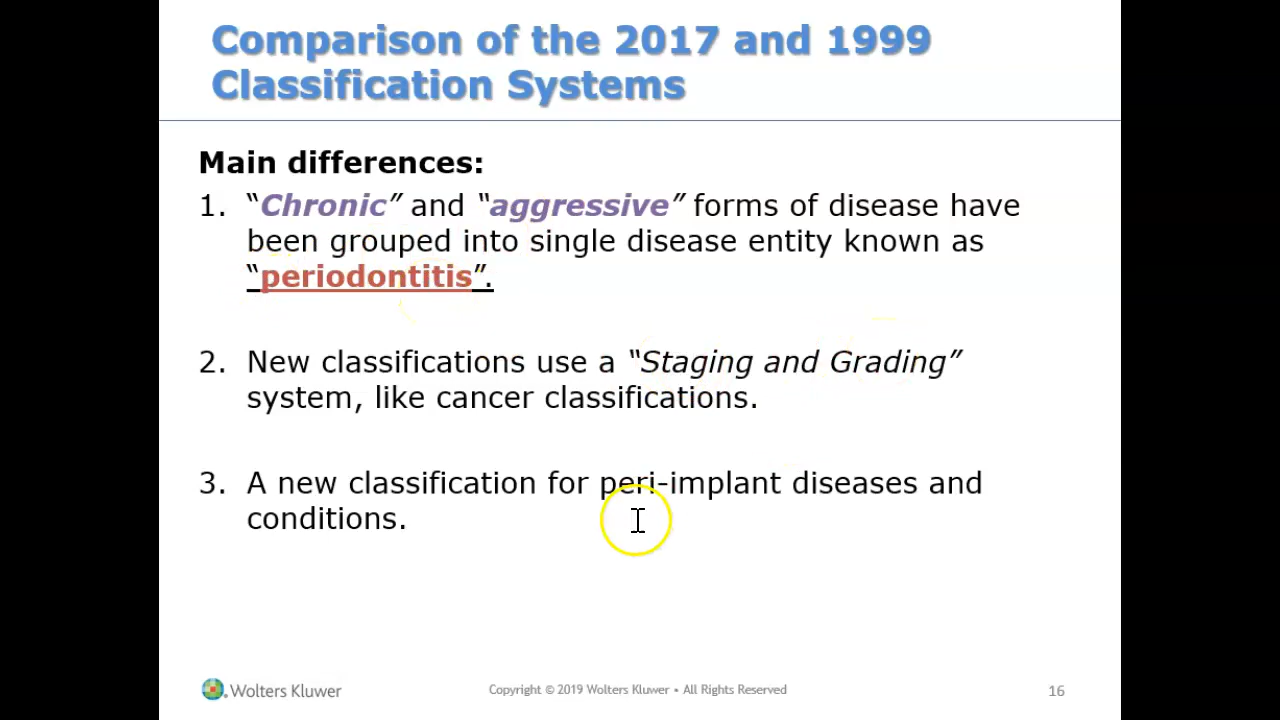 Comparison of the 2017 and 1999
Classification Systems
Main differences:
1. “Chronic” and “aggressive” forms of disease have
been grouped into single disease entity known as
“periodontitis”.
2. New classifications use a “Staging and Grading”
system, like cancer classifications.
3. A new classification for peri-implant diseases and
conditions.
Wolters Kluwer
Copyright © 2019 Wolters Kluwer • All Rights Reserved
16